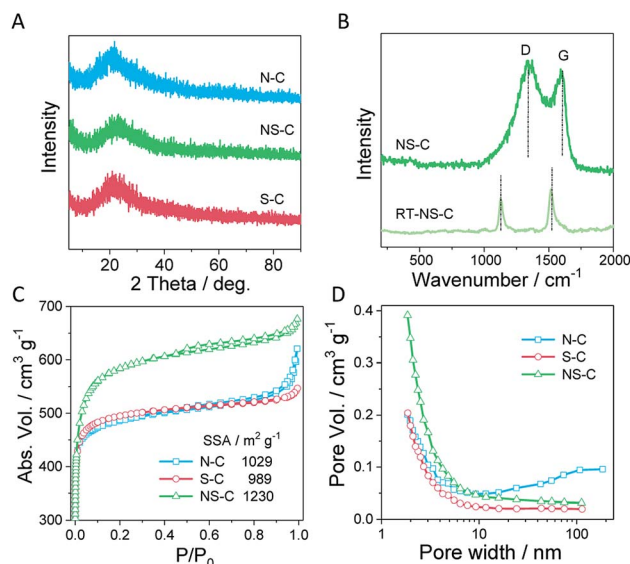 A
Intensity
N-C
NS-C
S-C
20 40 60 80
2 Theta / deg.
B
Intensity
D
G
NS-C
RT-NS-C
500 1000 1500 2000
Wavenumber / cm-1
C
Abs. Vol. / cm3 g-1
700
600
500
400
300
SSA / m2 g-1
N-C 1029
S-C 989
NS-C 1230
0.0 0.2 0.4 0.6 0.8 1.0
P/P0
D
Pore Vol. / cm3 g-1
0.4
0.3
0.2
0.1
0.0
N-C
S-C
NS-C
1 10 100
Pore width / nm